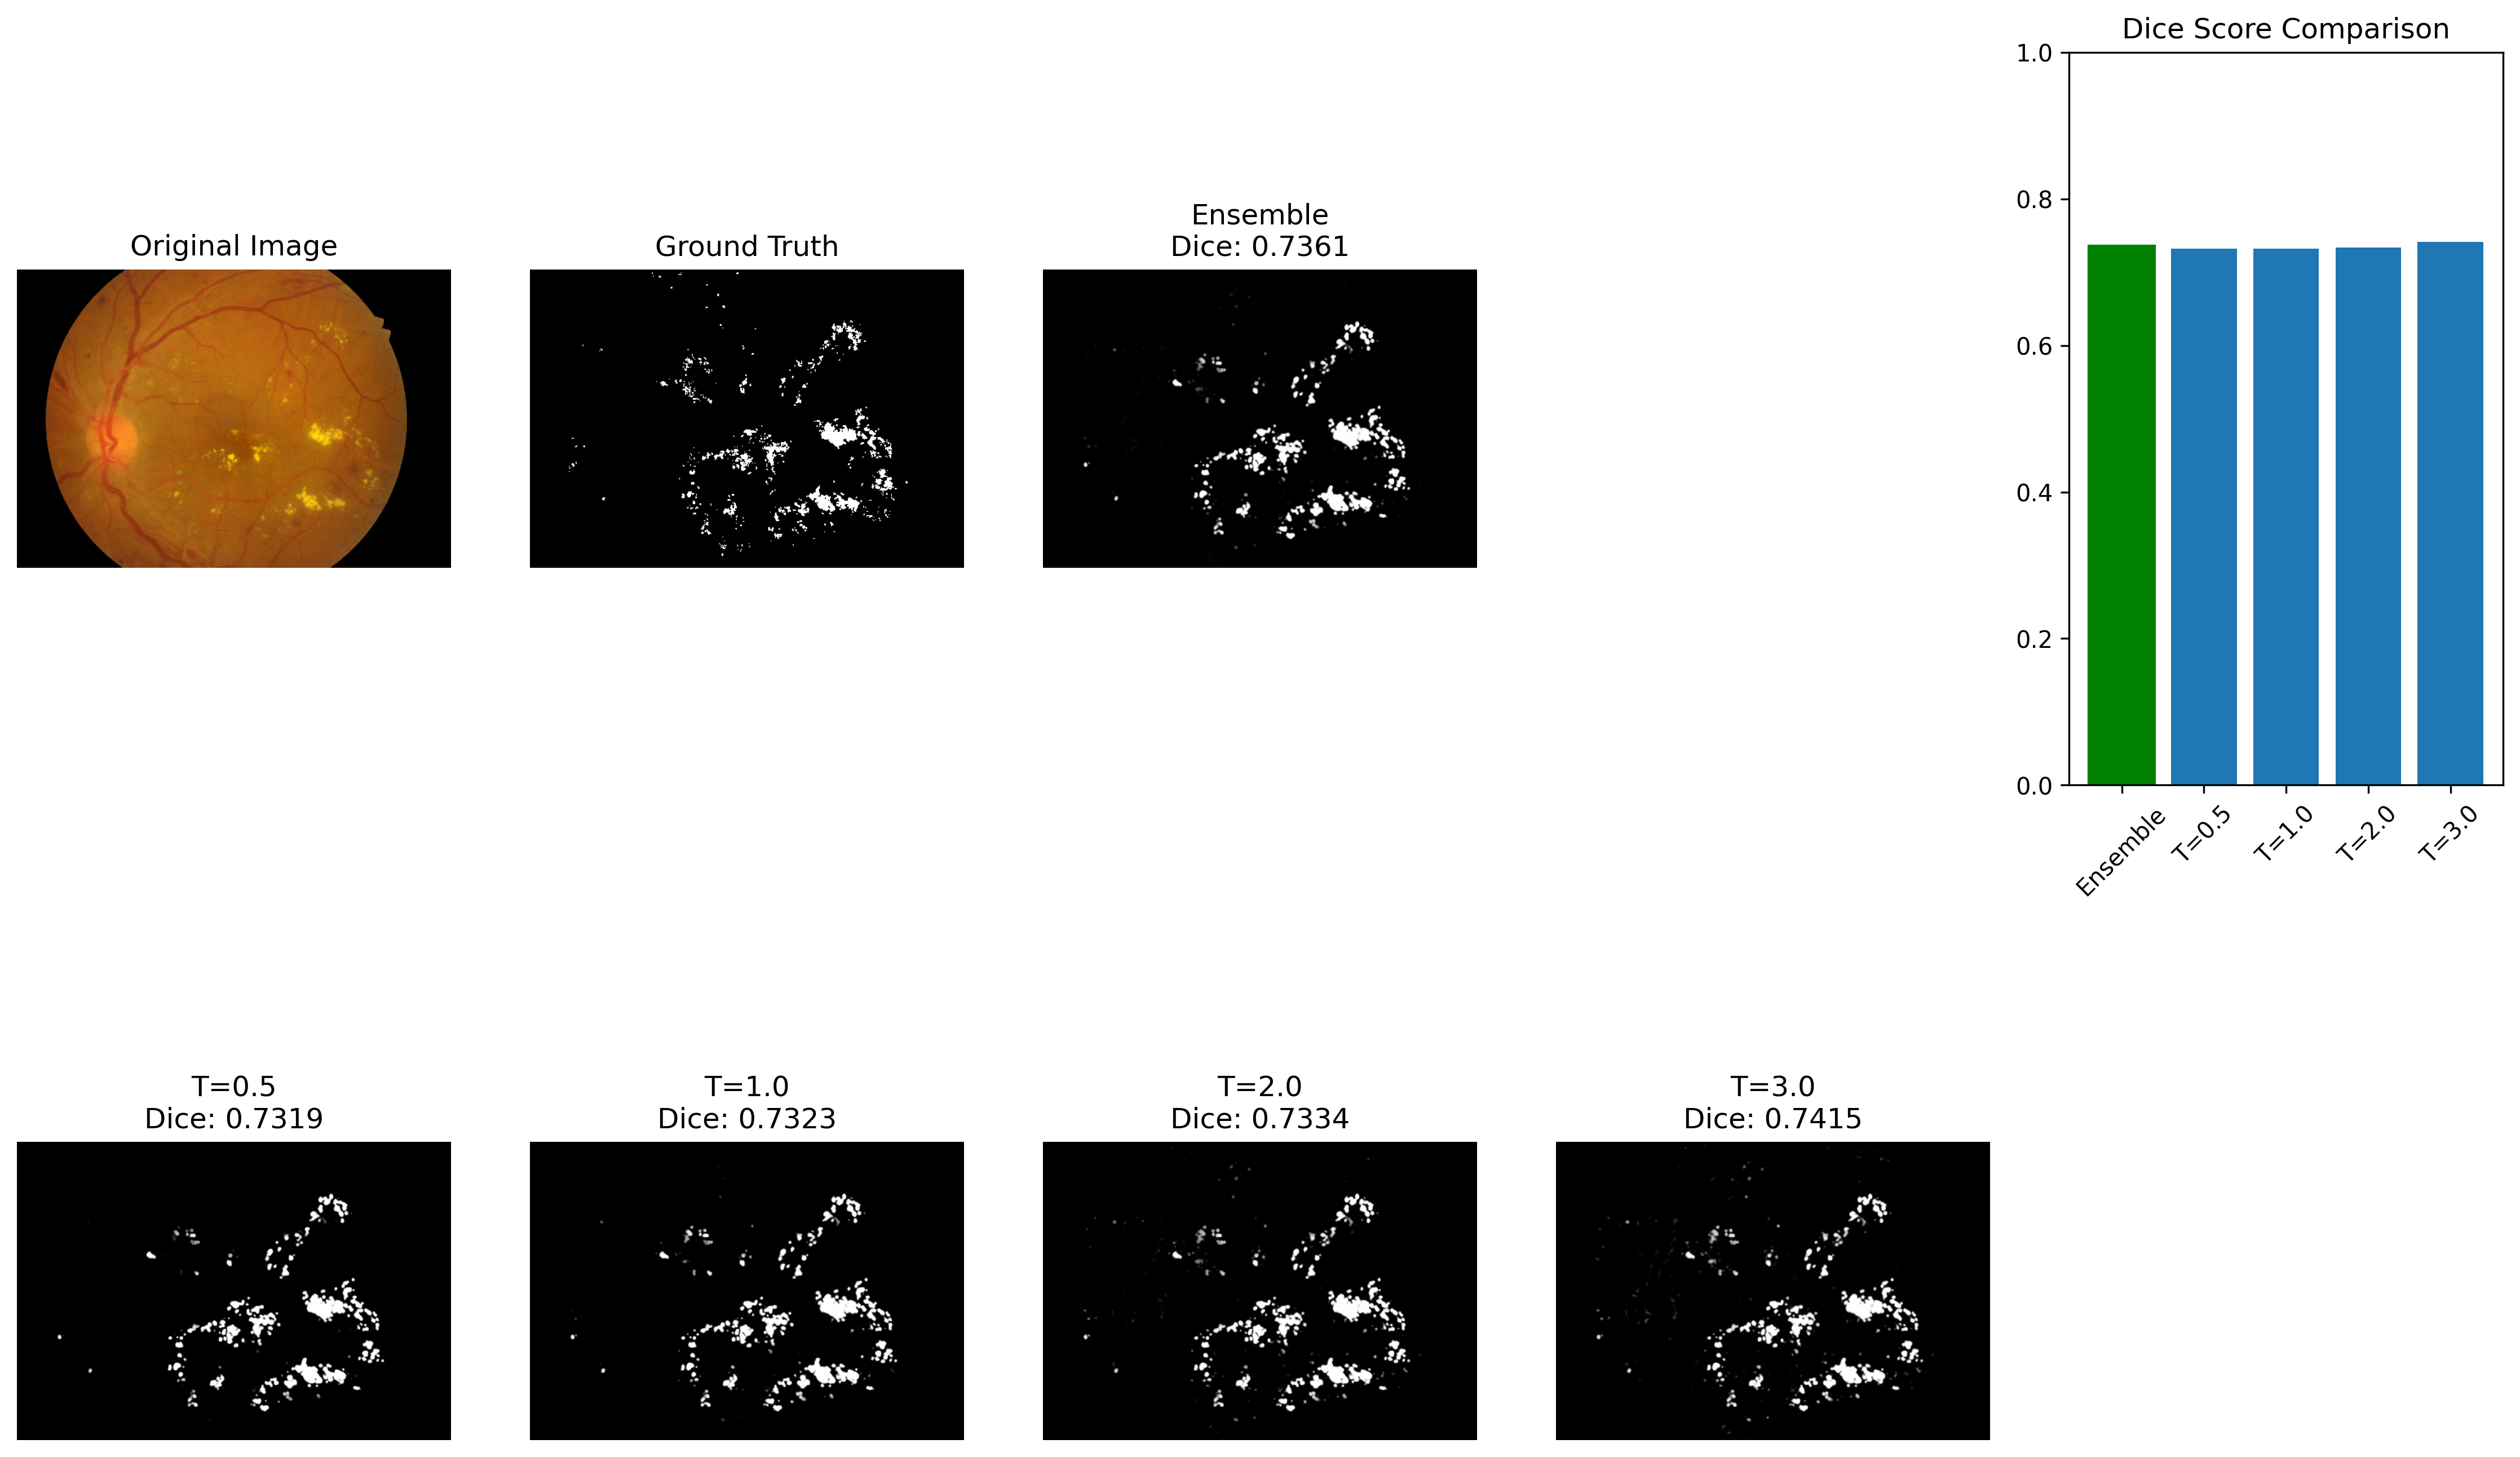 Original Image
Ground Truth
Ensemble
Dice: 0.7361
Dice Score Comparison
1.0
0.8
0.6
0.4
0.2
0.0
Ensemble
T=0.5
T=1.0
T=2.0
T=3.0
T=0.5
Dice: 0.7319
T=1.0
Dice: 0.7323
T=2.0
Dice: 0.7334
T=3.0
Dice: 0.7415